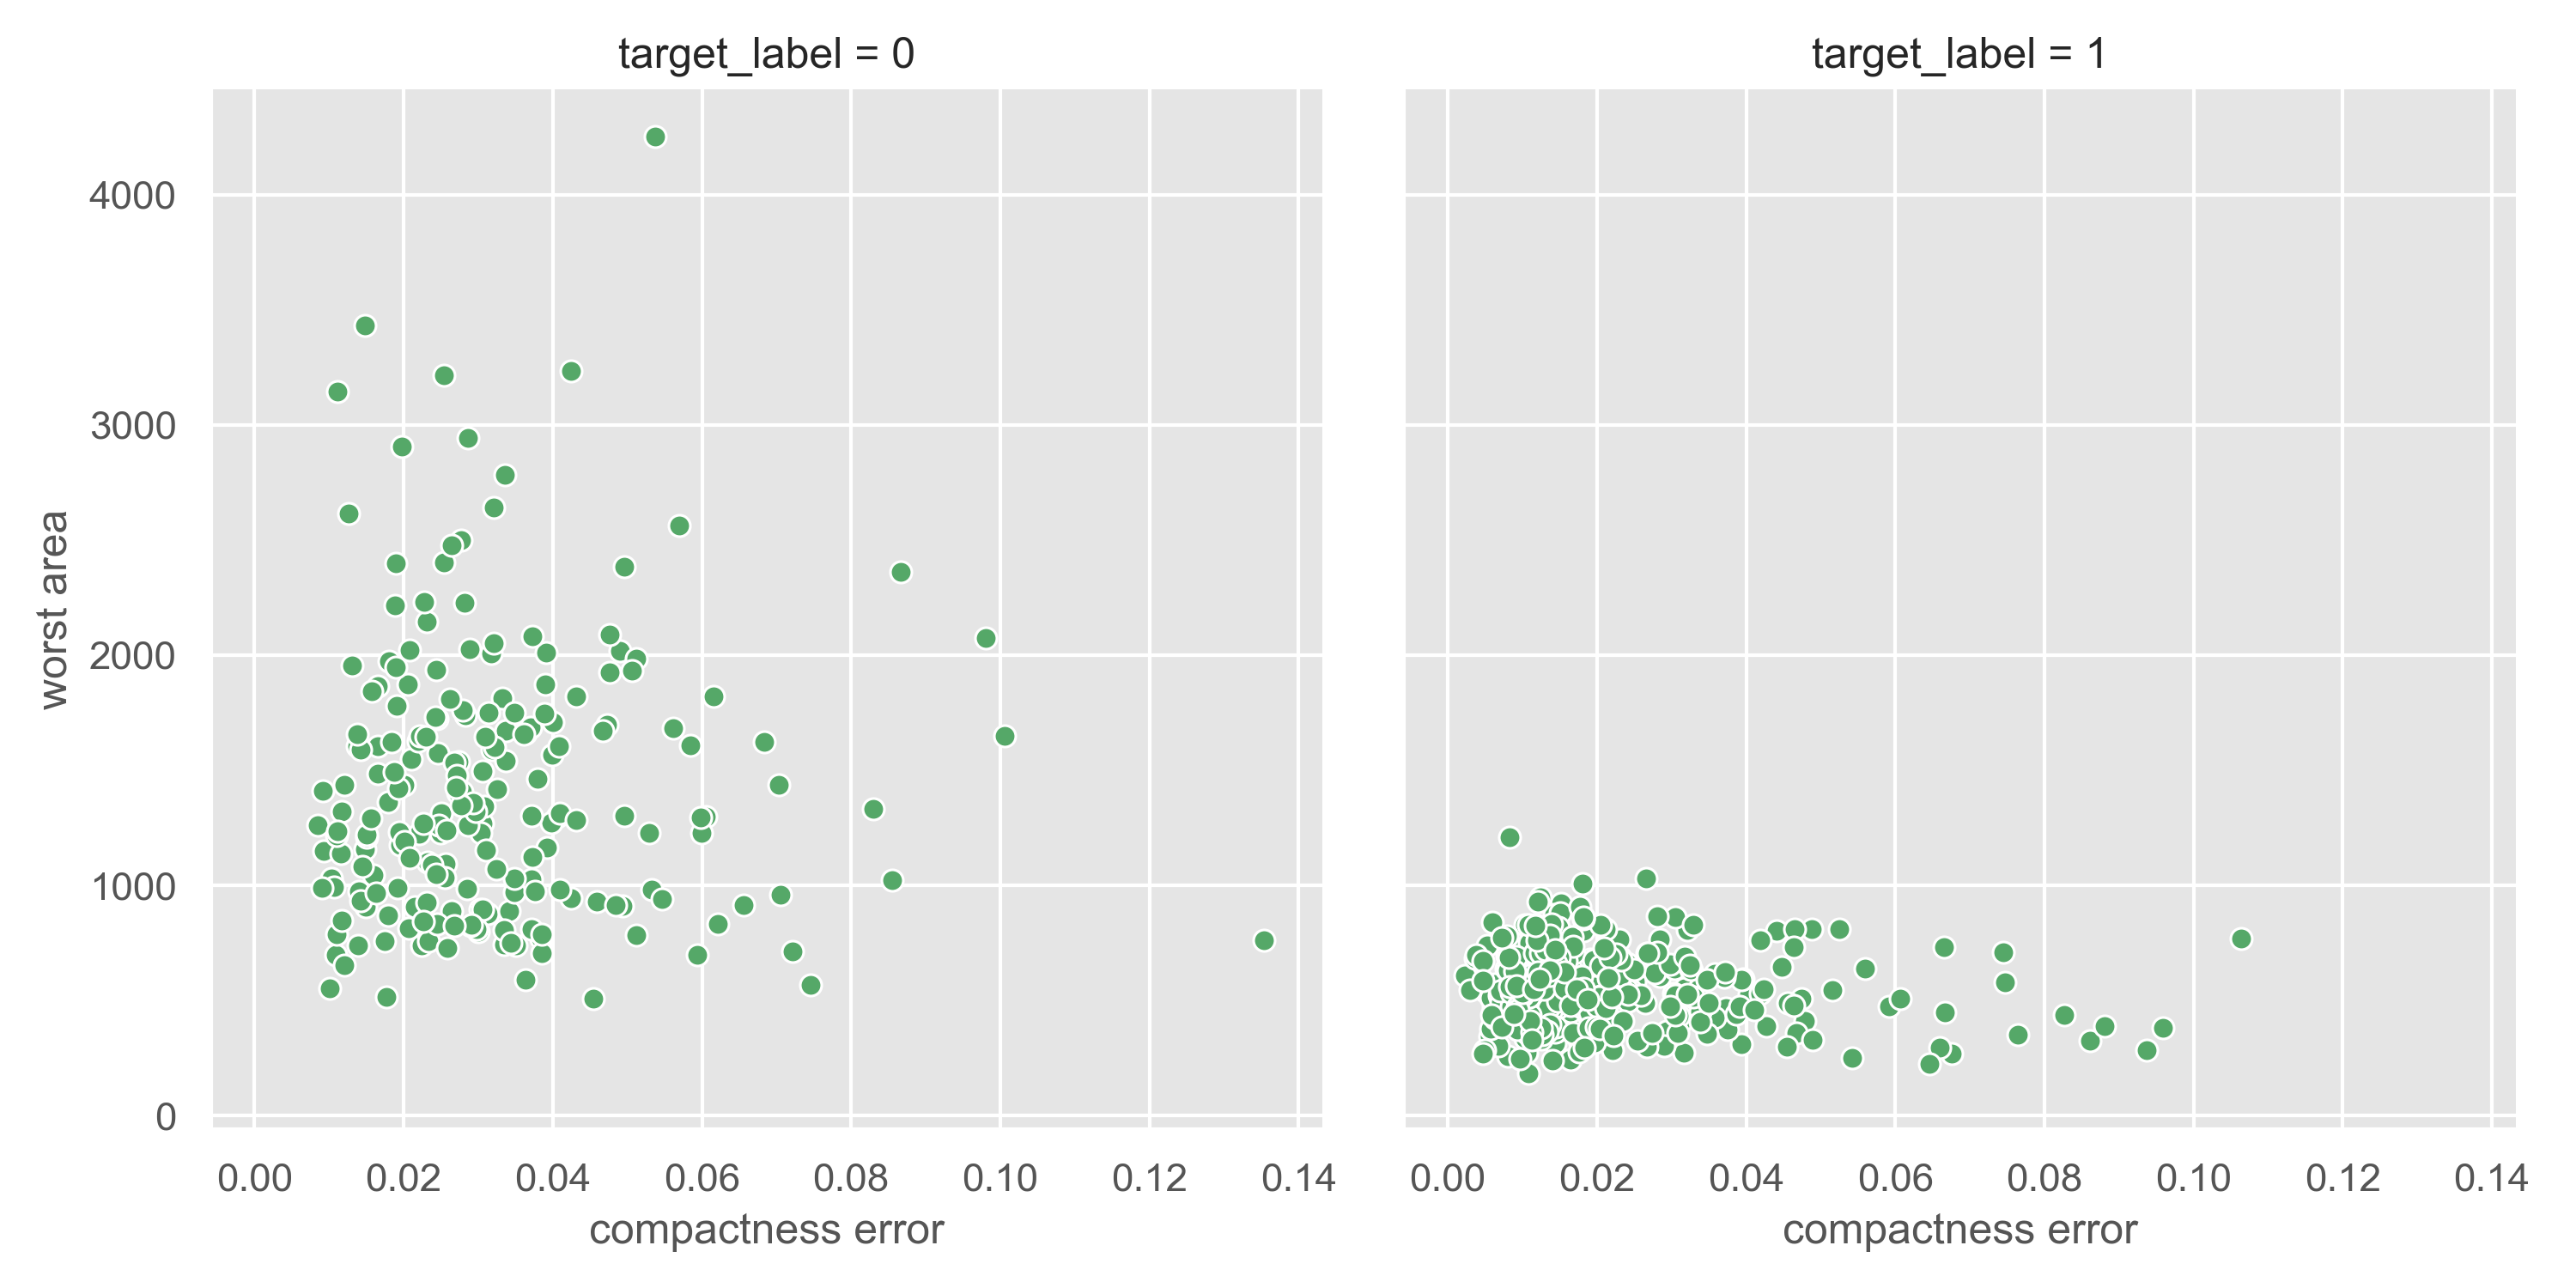 target_label = 0
target_label = 1
4000
3000
2000
1000
0
worst area
0.00 0.02 0.04 0.06 0.08 0.10 0.12 0.14
0.00 0.02 0.04 0.06 0.08 0.10 0.12 0.14
compactness error
compactness error